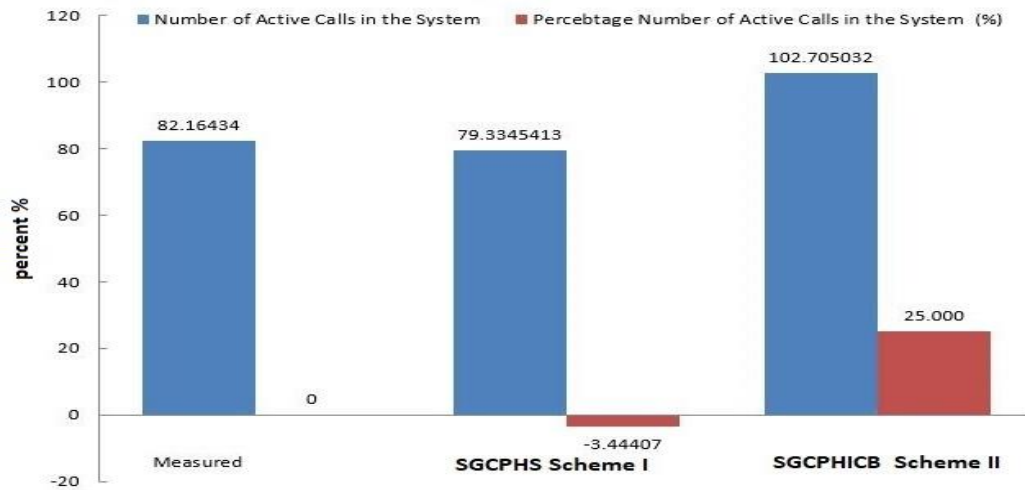 Number of Active Calls in the System
Percebtage Number of Active Calls in the System (%)
120
100
80
60
40
20
0
-20
percent %
82.16434
0
79.3345413
-3.44407
102.705032
25.000
Measured
SGCPHS Scheme I
SGCPHICB Scheme II